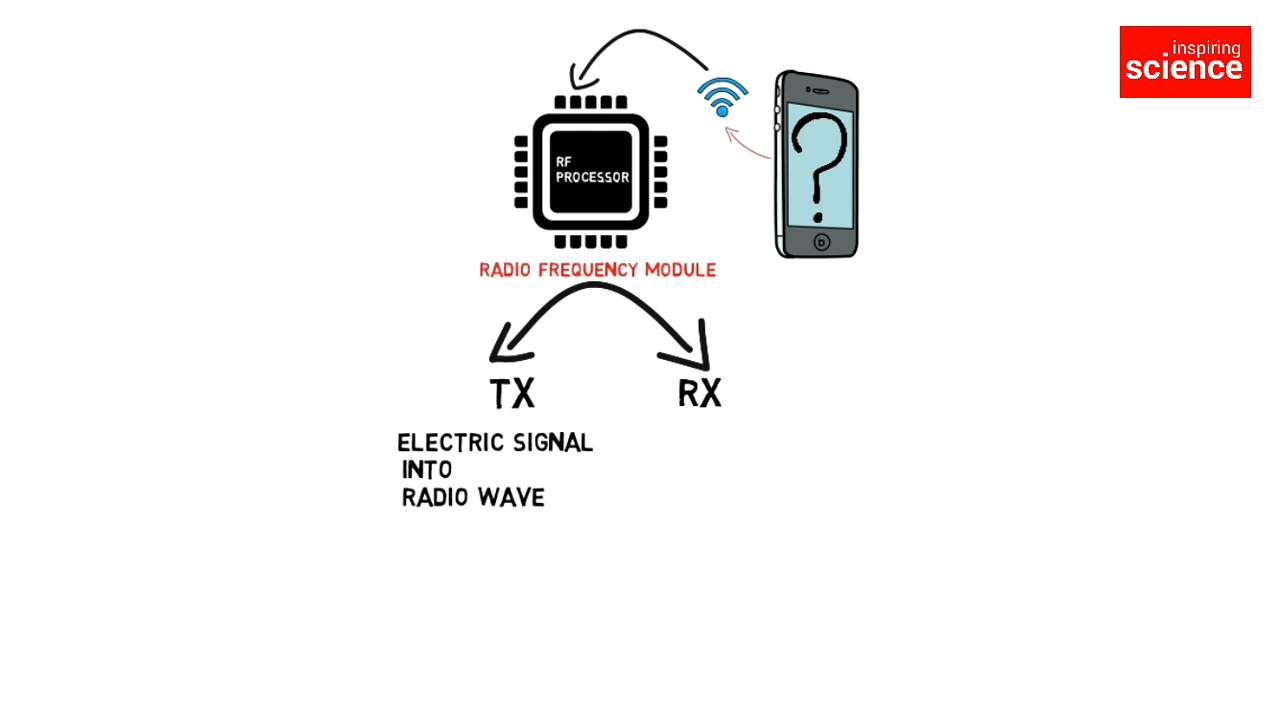 inspiring
science
RF
PROCESSOR
?
RADIO FREQUENCY MODULE
TX
RX
ELECTRIC SIGNAL
INTO
RADIO WAVE